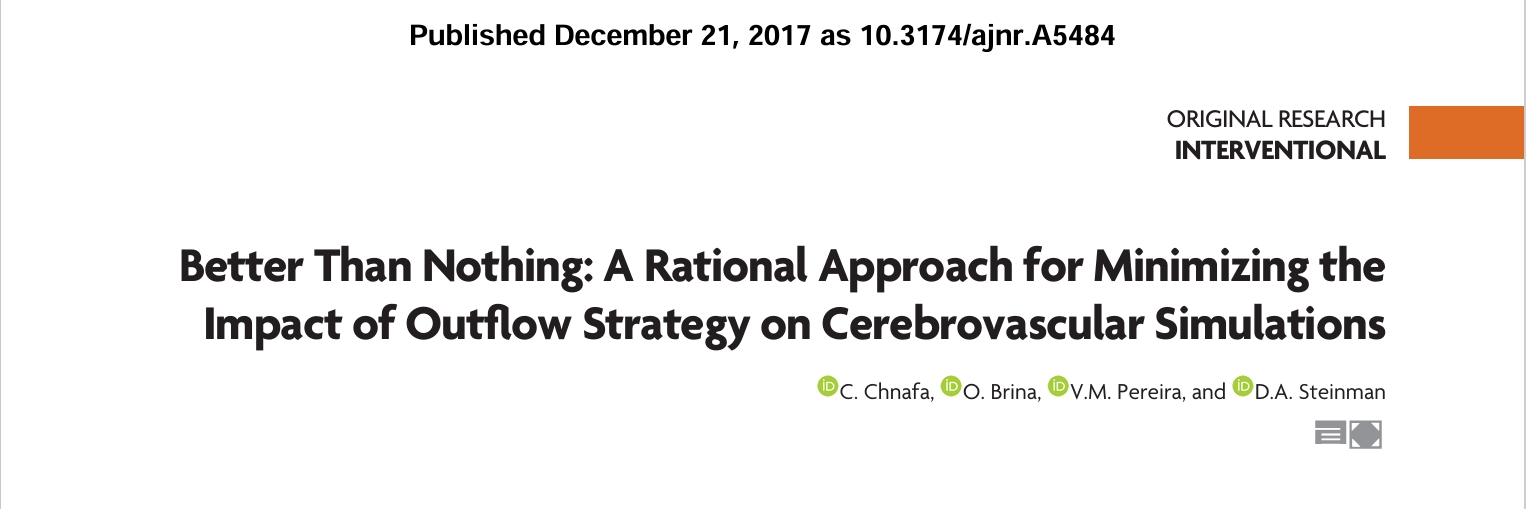 Published December 21, 2017 as 10.3174/ajnr.A5484
ORIGINAL RESEARCH
INTERVENTIONAL
Better Than Nothing: A Rational Approach for Minimizing the
Impact of Outflow Strategy on Cerebrovascular Simulations
iD C. Chnafa, iD O. Brina, iD V.M. Pereira, and iD D.A. Steinman